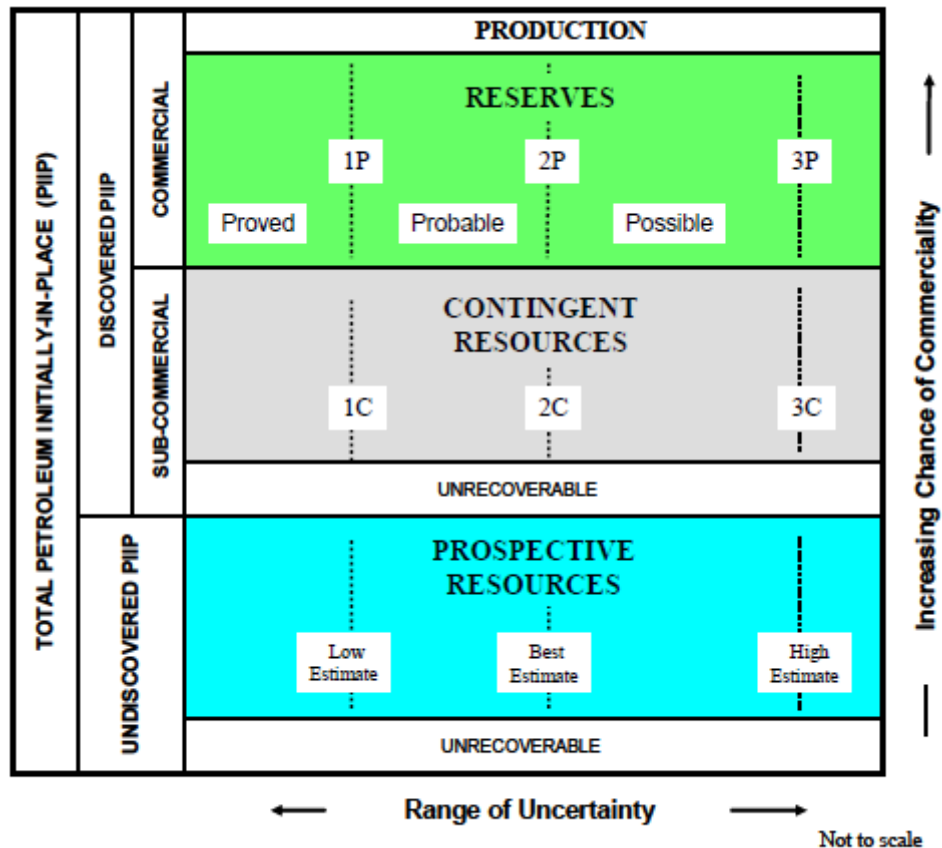 TOTAL PETROLEUM INITIALLY-IN-PLACE (PIIP)
DISCOVERED PIIP
UNDISCOVERED PIIP
COMMERCIAL
SUB-COMMERCIAL
PRODUCTION
RESERVES
1P
2P
3P
Proved
Probable
Possible
CONTINGENT
RESOURCES
1C
2C
3C
UNRECOVERABLE
PROSPECTIVE
RESOURCES
Low
Estimate
Best
Estimate
High
Estimate
UNRECOVERABLE
Increasing Chance of Commerciality
Range of Uncertainty
Not to scale